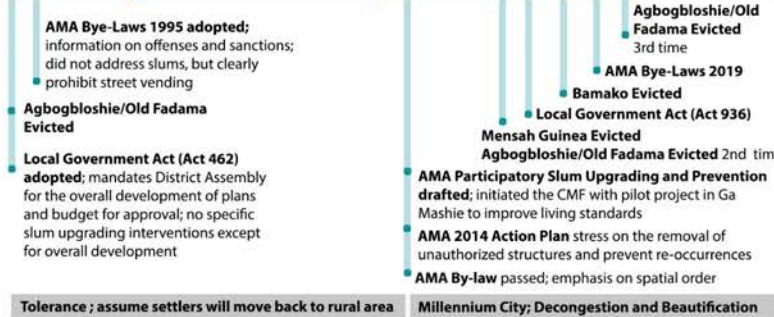 AMA Bye-Laws 1995 adopted;
information on offenses and sanctions;
did not address slums, but clearly
prohibit street vending
Agbogbloshie/Old Fadama
Evicted
Local Government Act (Act 462)
adopted; mandates District Assembly
for the overall development of plans
and budget for approval; no specific
slum upgrading interventions except
for overall development
Agbogbloshie/Old
Fadama Evicted
3rd time
AMA Bye-Laws 2019
Bamako Evicted
Local Government Act (Act 936)
Mensah Guinea Evicted
Agbogbloshie/Old Fadama Evicted 2nd tim
AMA Participatory Slum Upgrading and Prevention
drafted; initiated the CMF with pilot project in Ga
Mashie to improve living standards
AMA 2014 Action Plan stress on the removal of
unauthorized structures and prevent re-occurrences
AMA By-law passed; emphasis on spatial order
Tolerance ; assume settlers will move back to rural area
Millennium City; Decongestion and Beautification